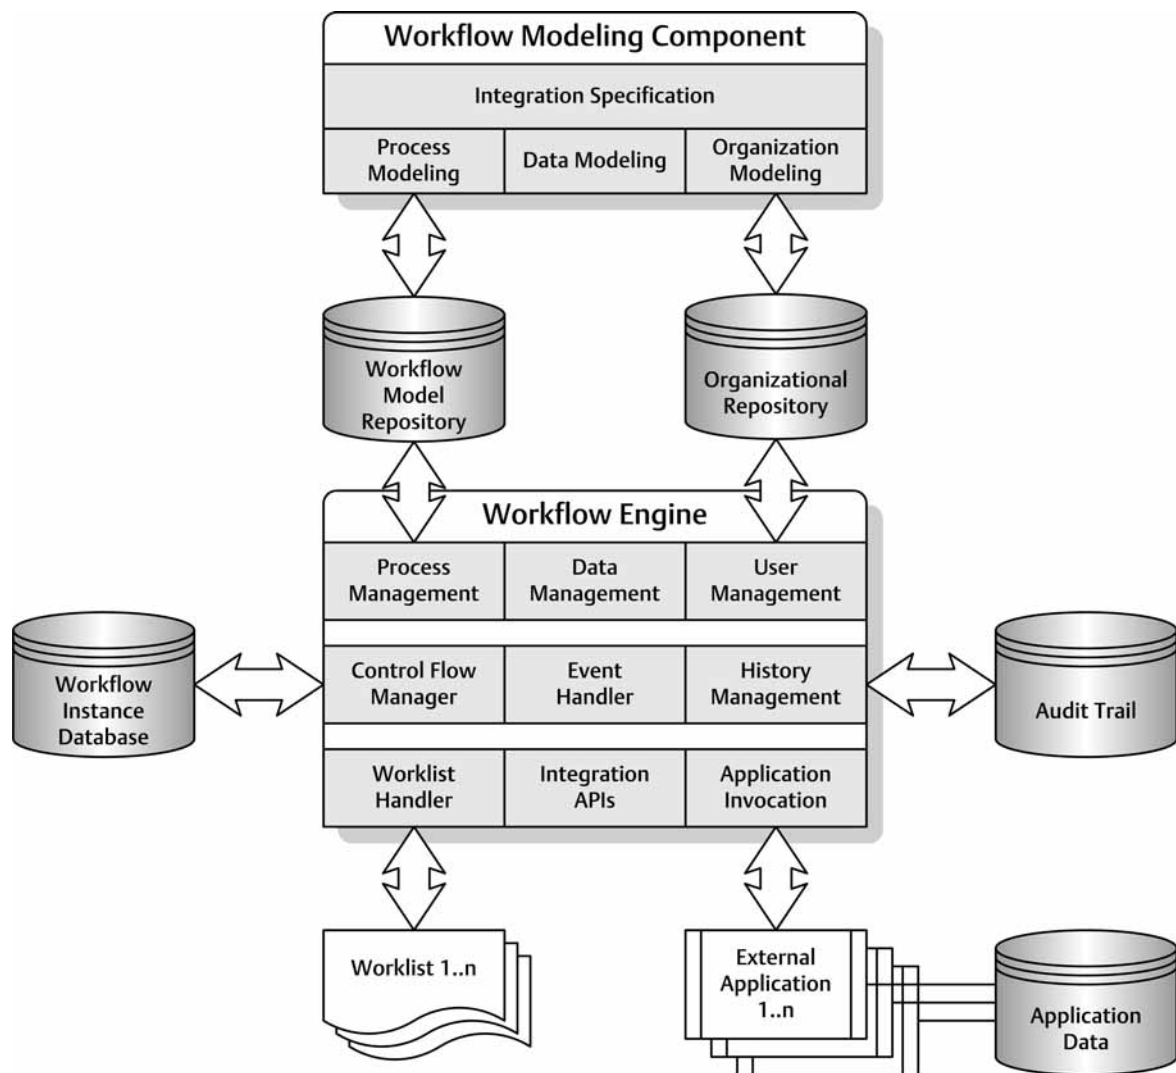 Workflow Modeling Component
Integration Specification
Process
Modeling
Data Modeling
Organization
Modeling
Workflow
Model
Repository
Organizational
Repository
Workflow Engine
Process
Management
Data
Management
User
Management
Workflow
Instance
Database
Control Flow
Manager
Event
Handler
History
Management
Audit Trail
Worklist
Handler
Integration
APIs
Application
Invocation
Worklist 1..n
External
Application
1..n
Application
Data